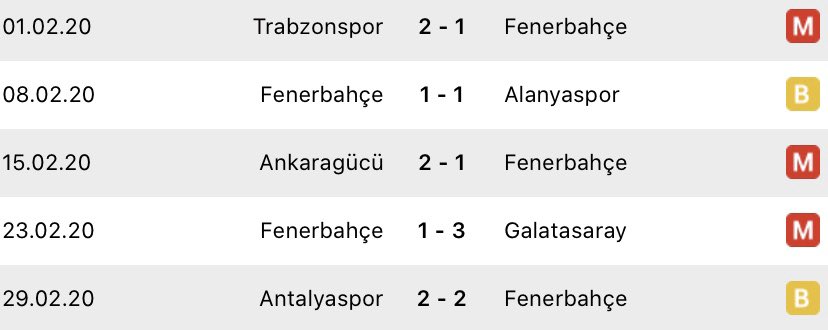 01.02.20 Trabzonspor 2 - 1 Fenerbahçe M
08.02.20 Fenerbahçe 1 - 1 Alanyaspor B
15.02.20 Ankaragücü 2 - 1 Fenerbahçe M
23.02.20 Fenerbahçe 1 - 3 Galatasaray M
29.02.20 Antalyaspor 2 - 2 Fenerbahçe B